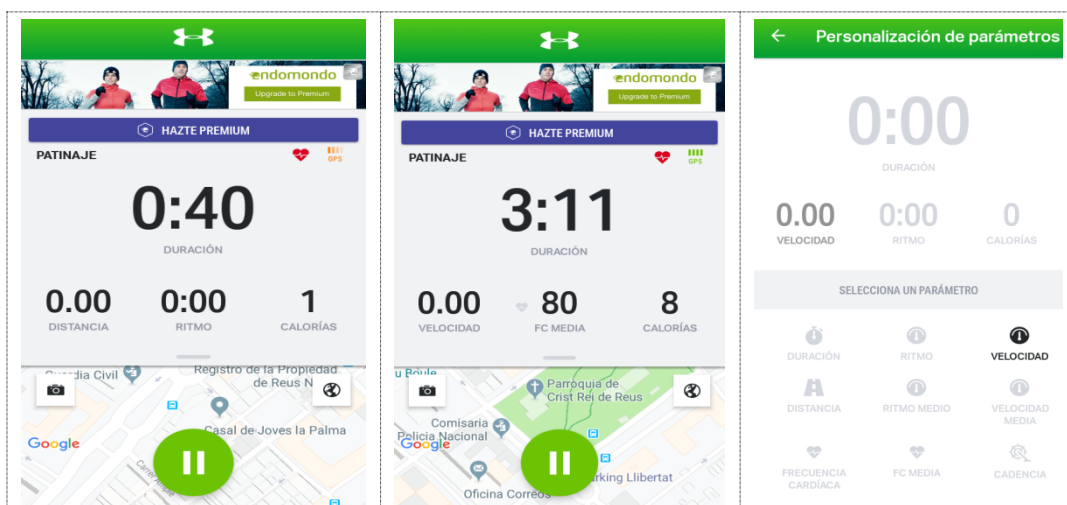 endomondo
Upgrade to Premium
HAZTE PREMIUM
PATINAJE
GPS
0:40
DURACIÓN
0.00 0:00 1
DISTANCIA RITMO CALORÍAS
Guardia Civil
Registro de la Propiedad
de Reus N
Casal de Joves la Palma
Google
endomondo
Upgrade to Premium
HAZTE PREMIUM
PATINAJE
GPS
3:11
DURACIÓN
0.00 80 8
VELOCIDAD FC MEDIA CALORÍAS
Parròquia de
Crist Rei de Reus
Comisaria
Policia Nacional
Google
Parking Llibertat
Oficina Correos
Personalización de parámetros
0:00
DURACIÓN
0.00 0:00 0
VELOCIDAD RITMO CALORÍAS
SELECCIONA UN PARÁMETRO
DURACIÓN RITMO VELOCIDAD
DISTANCIA RITMO MEDIO VELOCIDAD
MEDIA
FRECUENCIA FC MEDIA CADENCIA
CARDÍACA